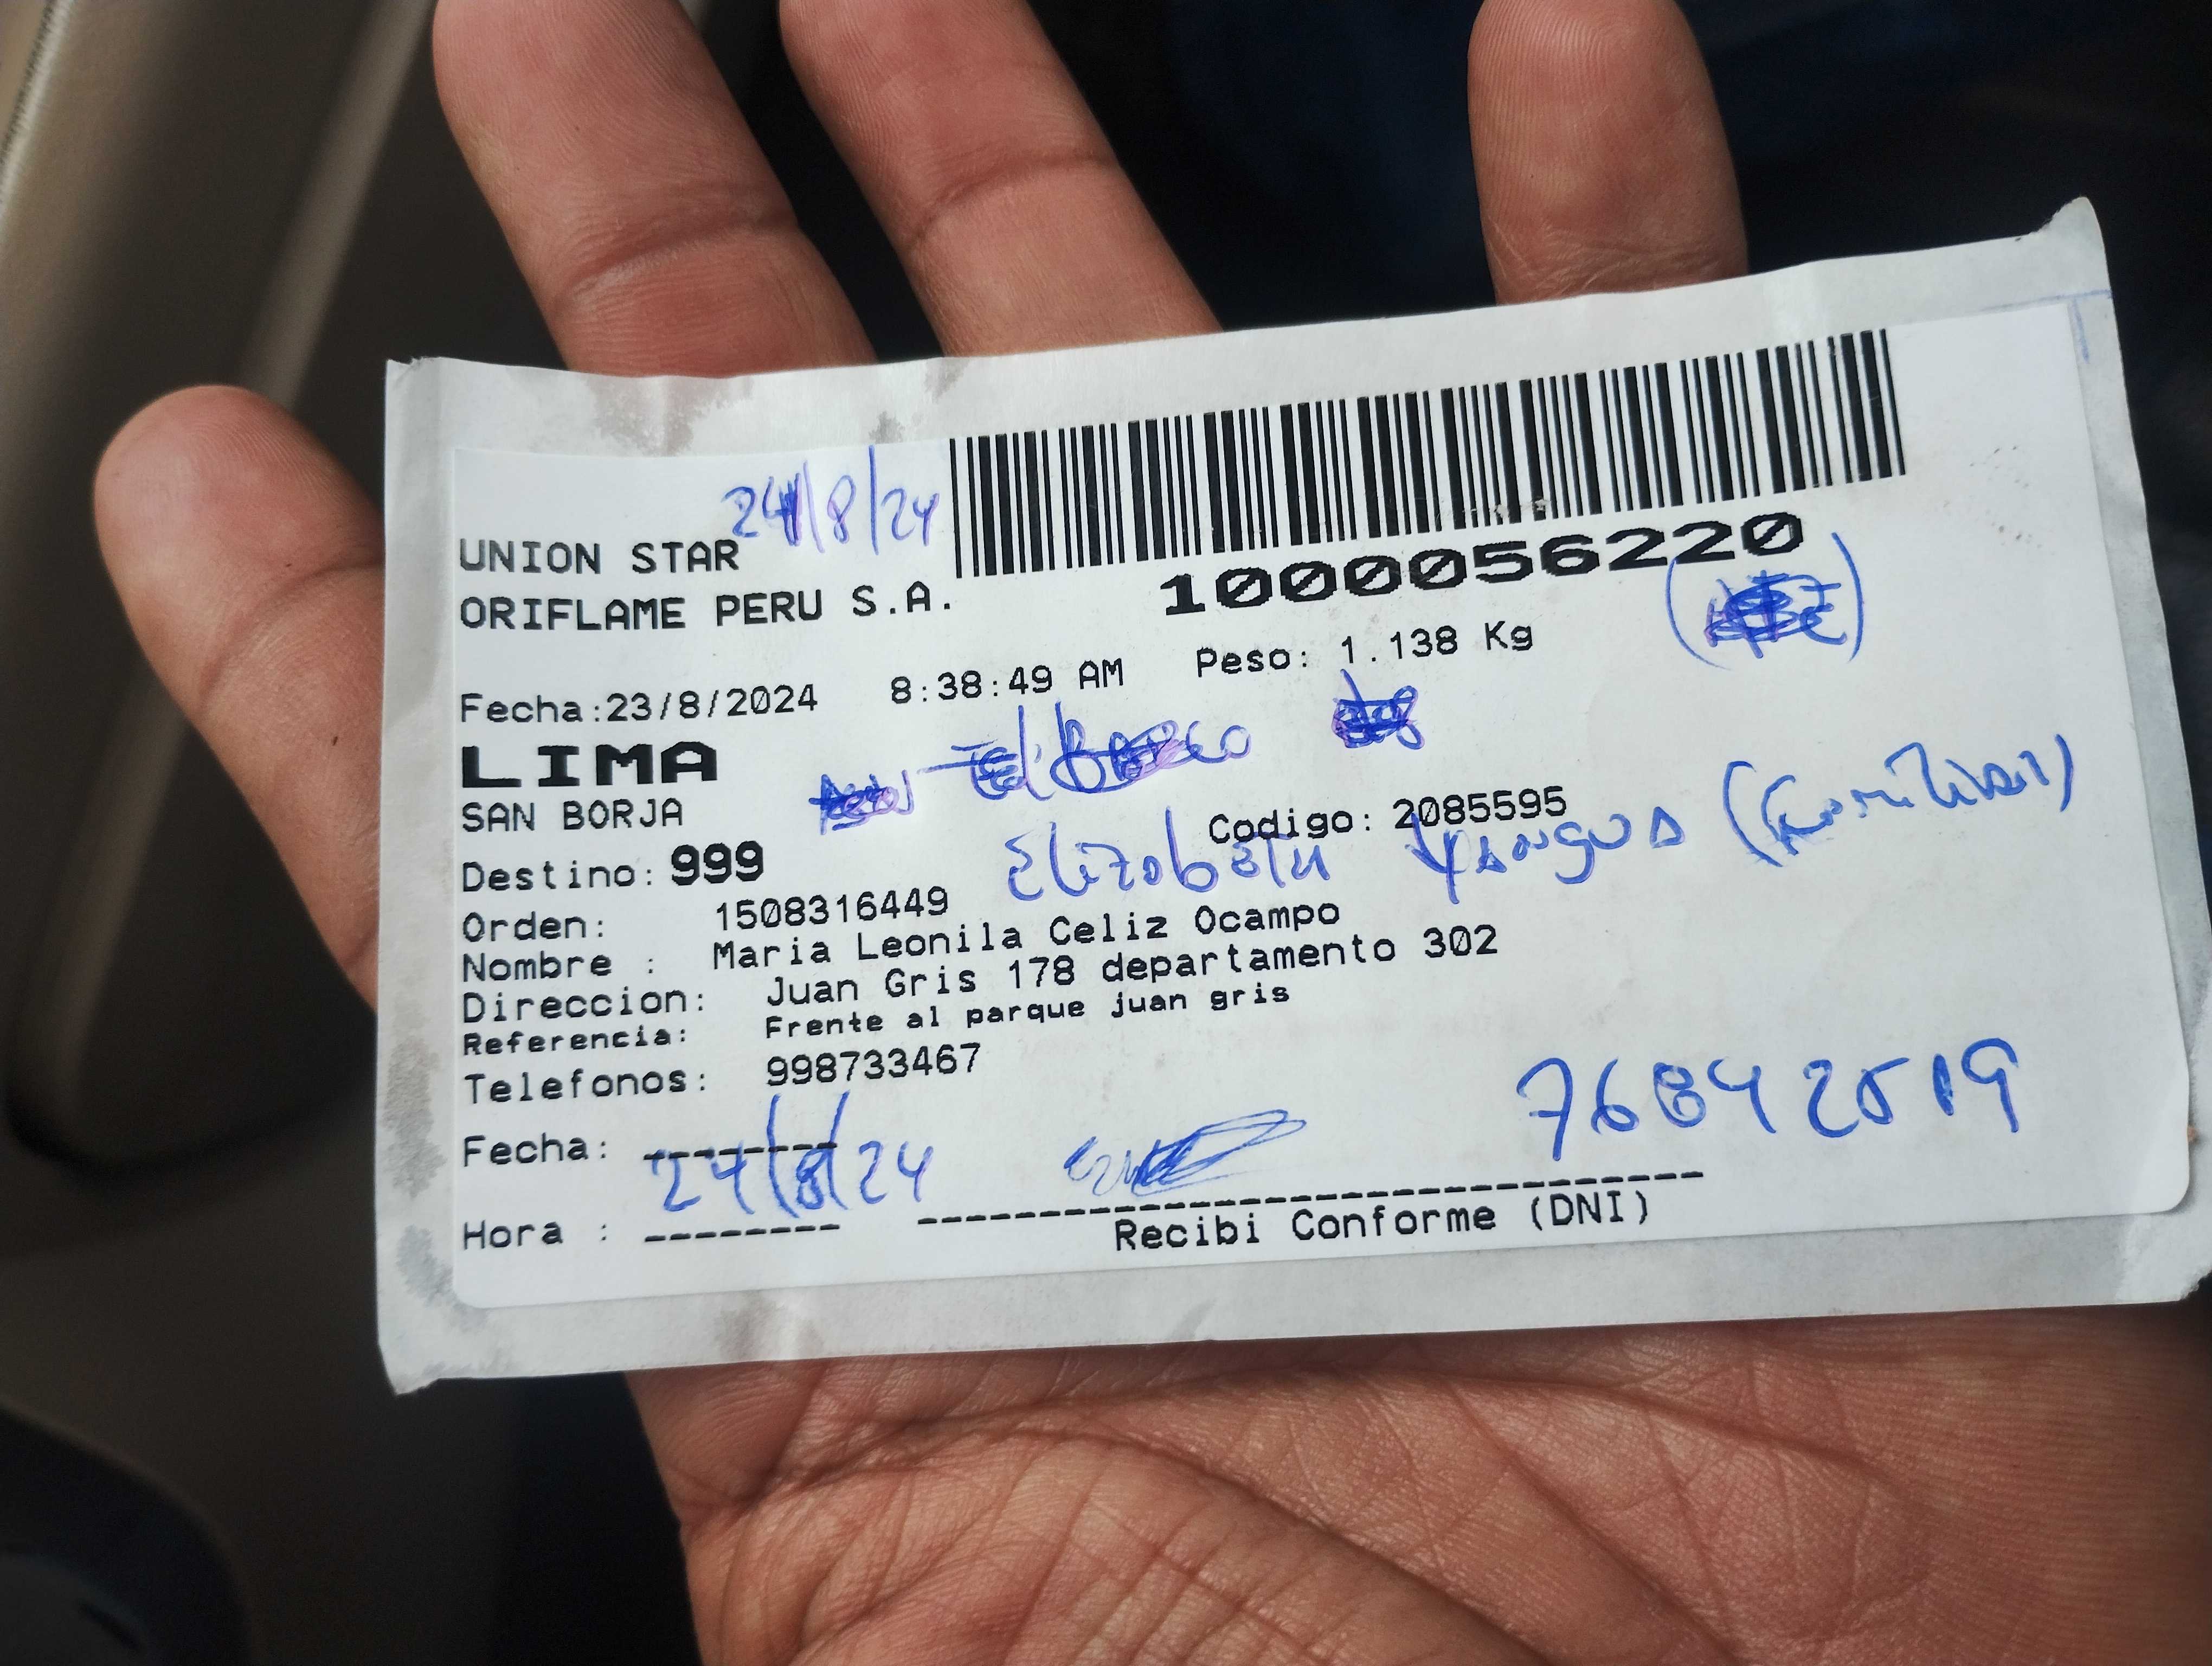 24/8/24
UNION STAR
ORIFLAME PERU S.A.
1000056220
Fecha:23/8/2024 8:38:49 AM Peso: 1.138 Kg
LIMA
SAN BORJA
Codigo: 2085595
Destino: 999
Elizabeth (familiar)
Orden: 1508316449
Nombre : Maria Leonila Celiz Ocampo
Direccion: Juan Gris 178 departamento 302
Referencia: Frente al parque juan gris
Telefonos: 998733467
Fecha: 24/8/24
Hora :
Recibi Conforme (DNI)